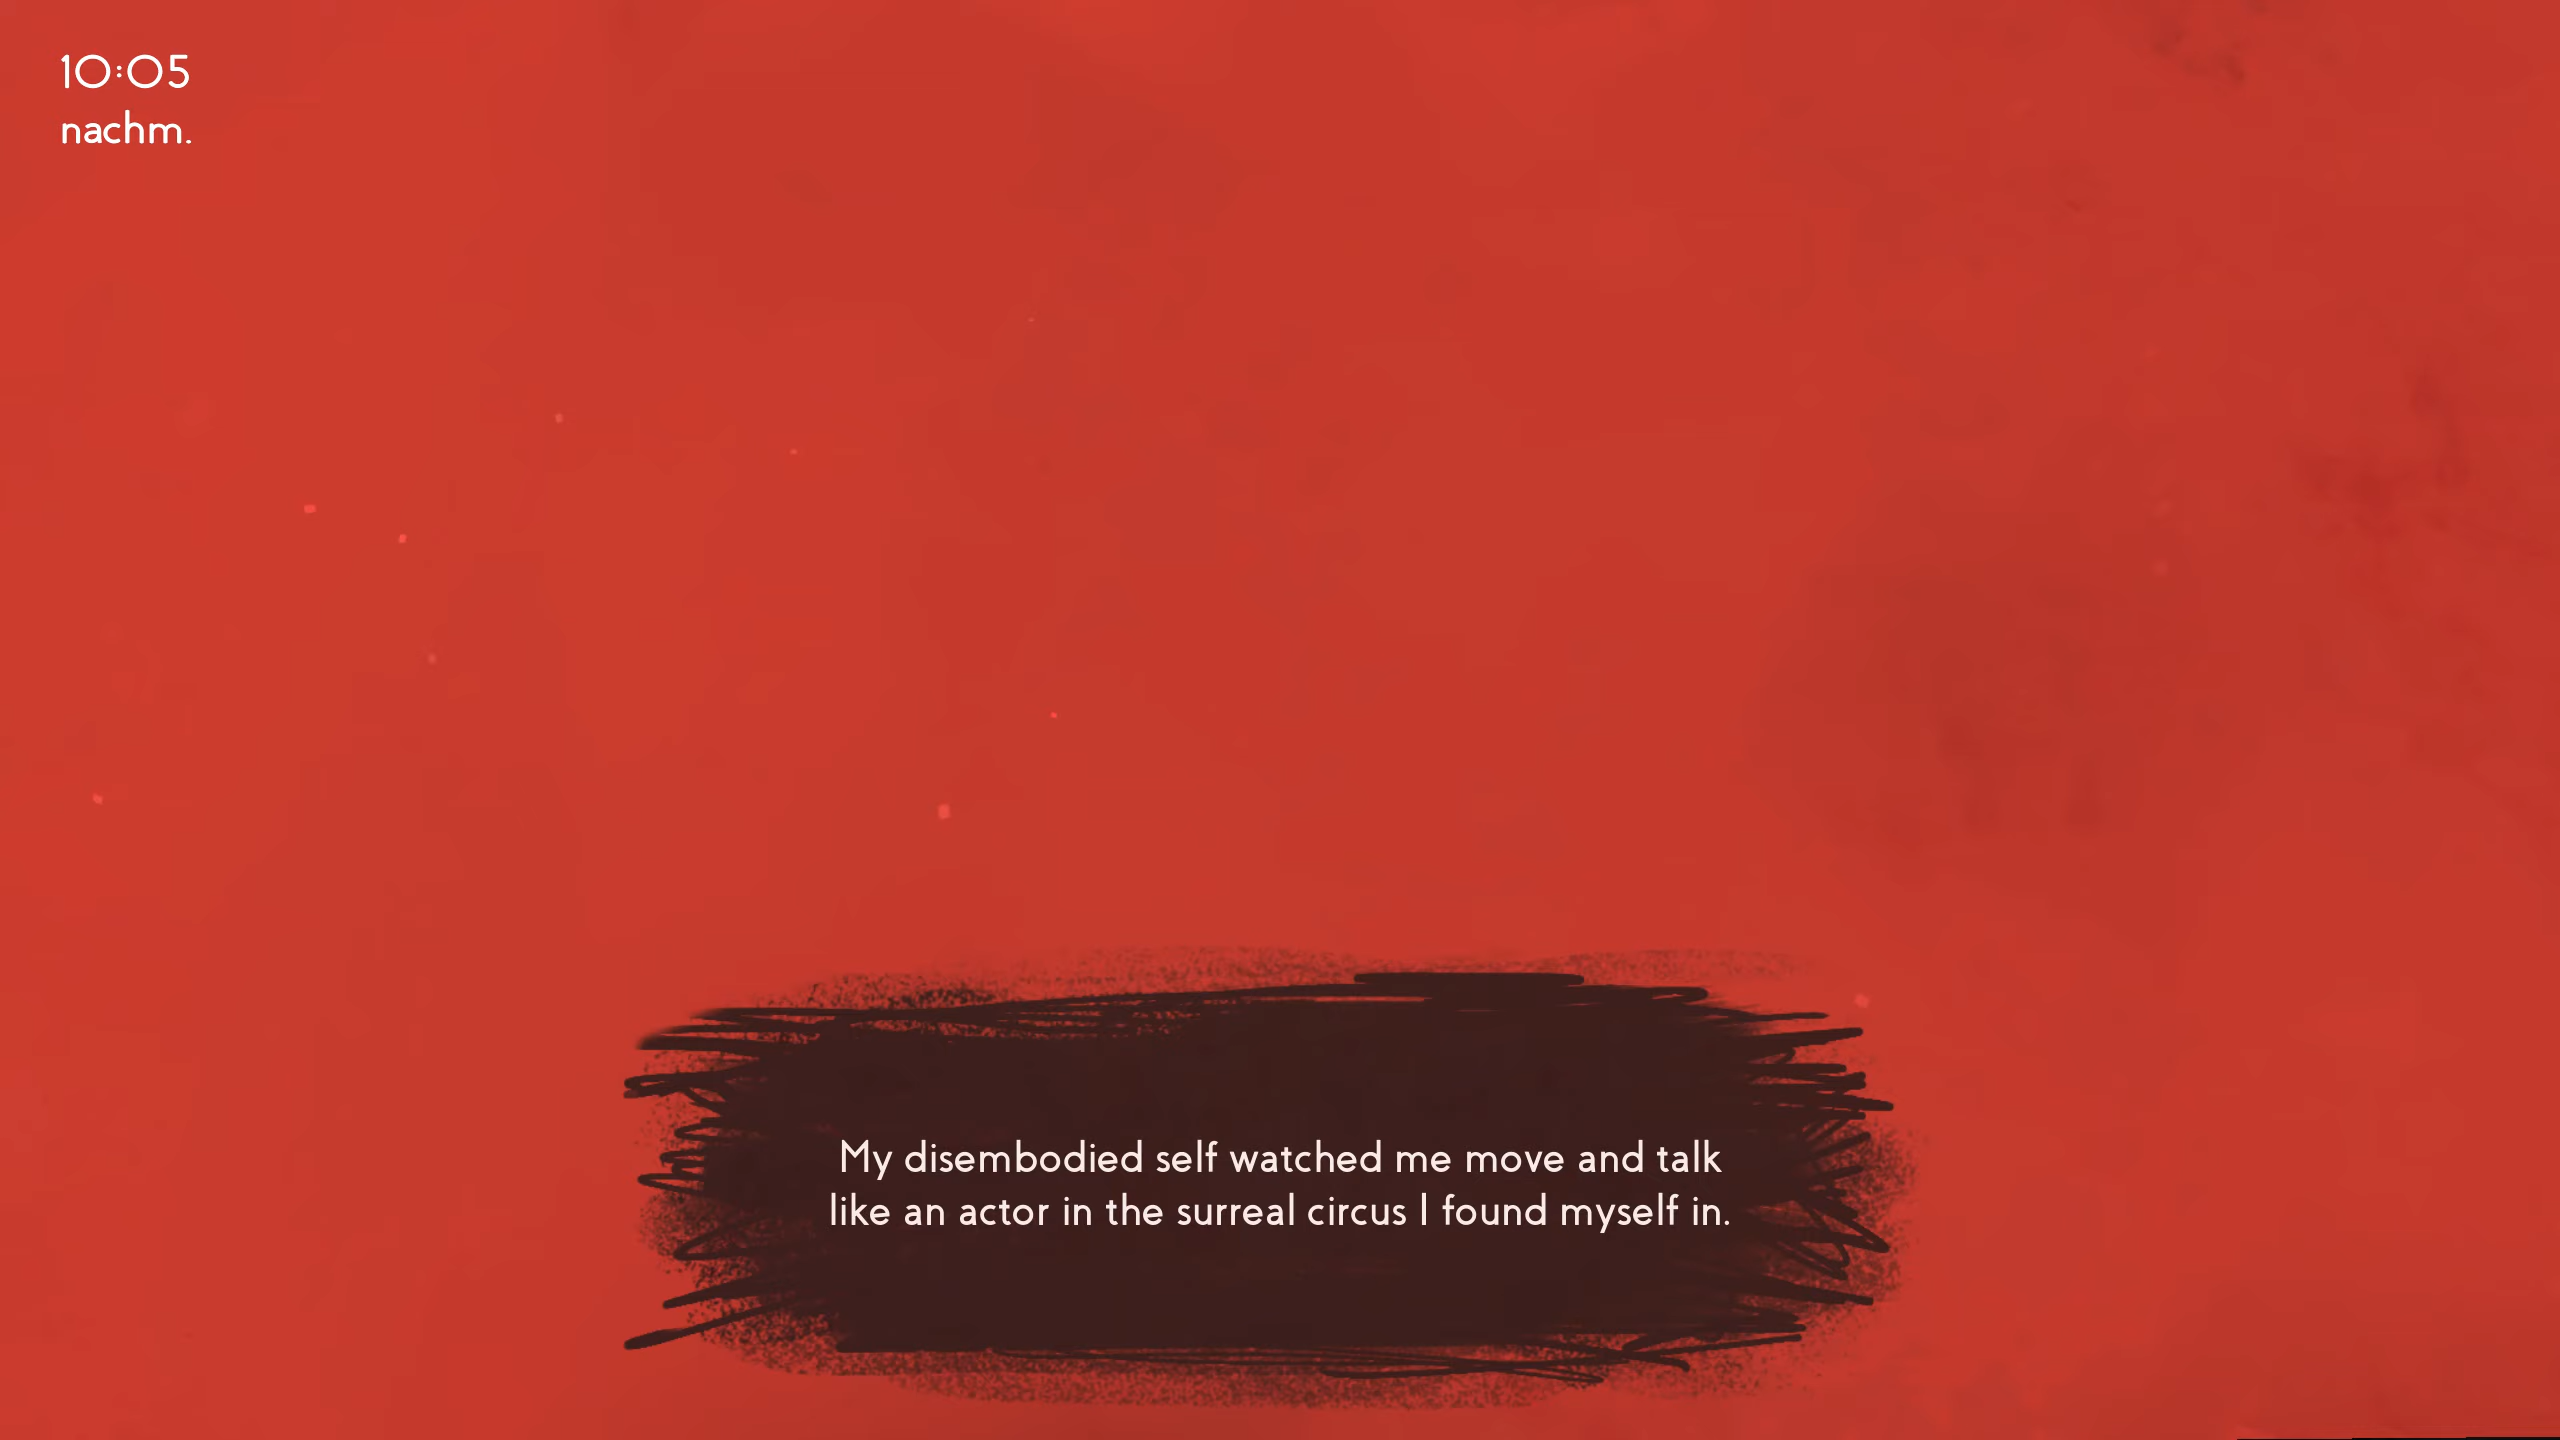 10:05
nachm.
My disembodied self watched me move and talk
like an actor in the surreal circus I found myself in.